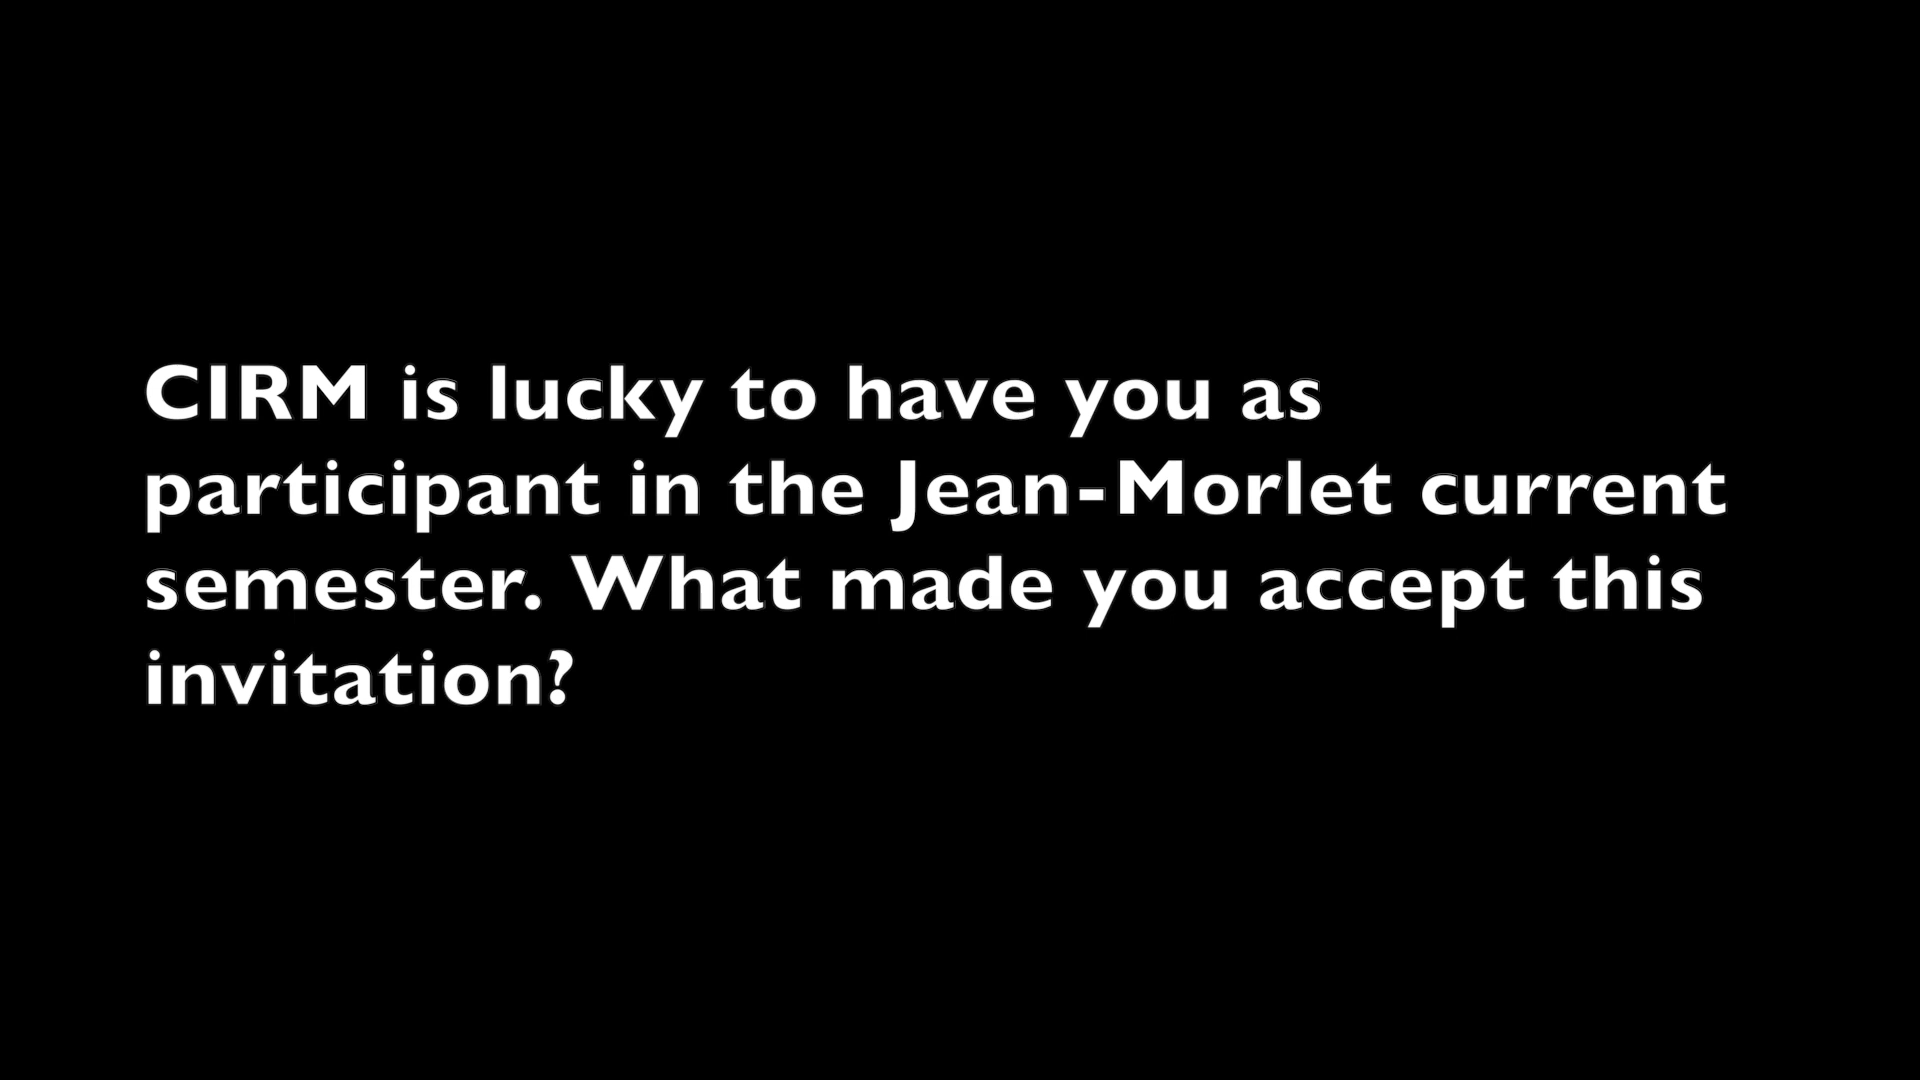 CIRM is lucky to have you as
participant in the Jean-Morlet current
semester. What made you accept this
invitation?